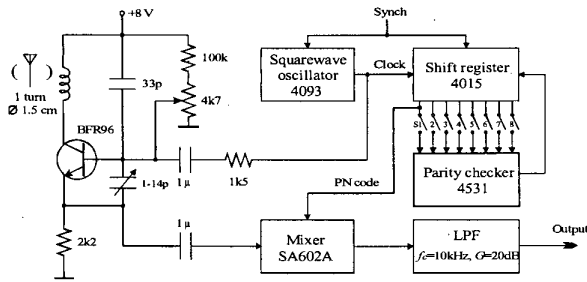 +8 V
Synch
100k
Squarewave
oscillator
4093
Clock
Shift register
4015
33p
4k7
1 turn
Ø 1.5 cm
BFR96
S1 2 3 4 5 6 7 8
1-14p
1 µ
1k5
PN code
Parity checker
4531
1 µ
2k2
Mixer
SA602A
LPF
fc=10kHz, G=20dB
Output